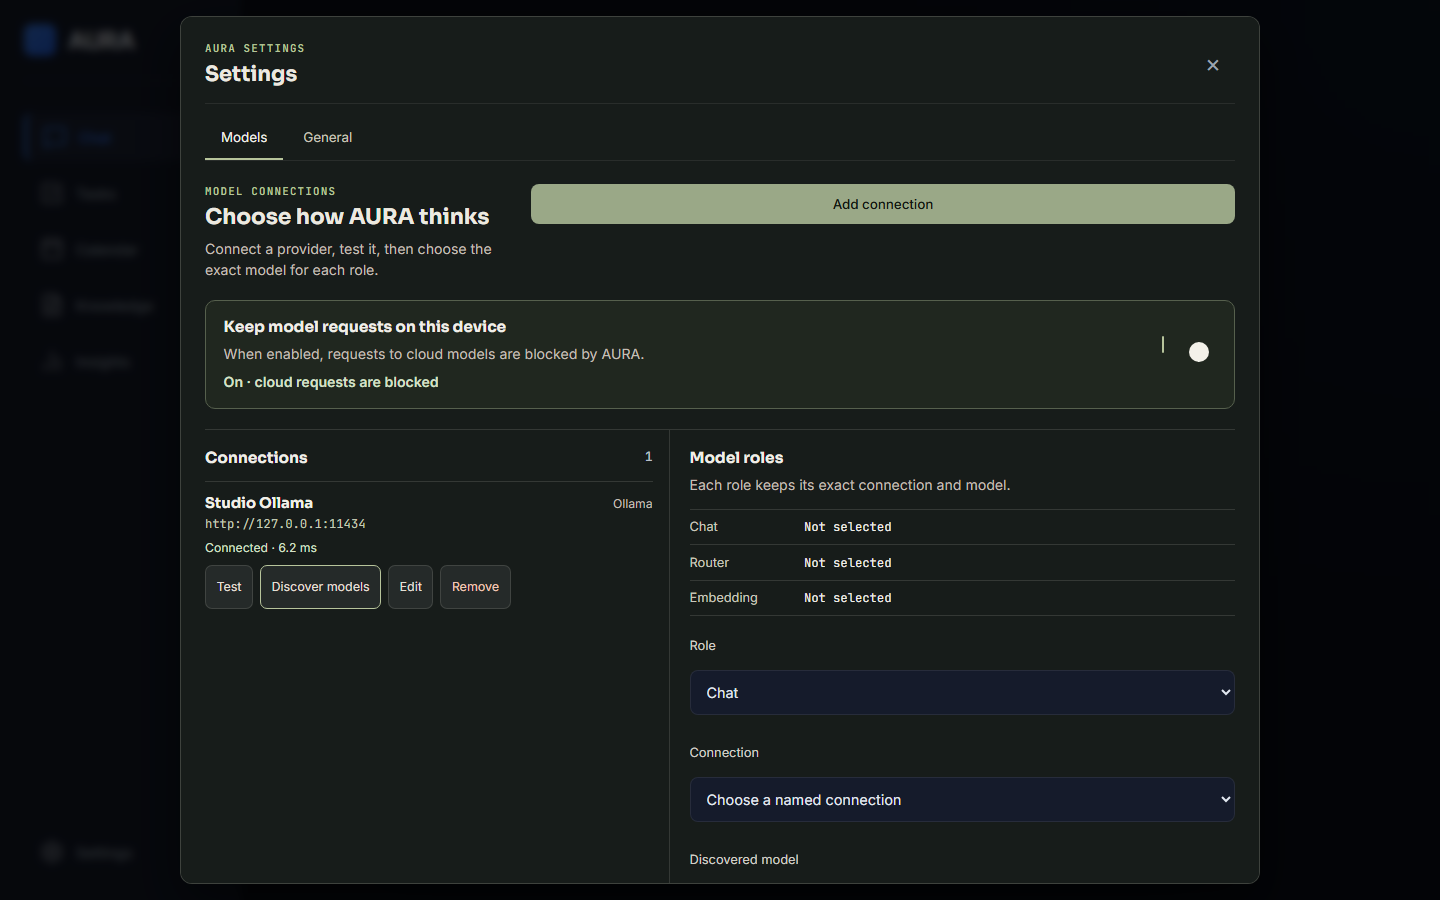 AURA
AURA SETTINGS
Settings
Models
General
MODEL CONNECTIONS
Choose how AURA thinks
Connect a provider, test it, then choose the
exact model for each role.
Add connection
Keep model requests on this device
When enabled, requests to cloud models are blocked by AURA.
On · cloud requests are blocked
Connections
1
Studio Ollama
Ollama
http://127.0.0.1:11434
Connected · 6.2 ms
Test
Discover models
Edit
Remove
Model roles
Each role keeps its exact connection and model.
Chat
Not selected
Router
Not selected
Embedding
Not selected
Role
Chat
Connection
Choose a named connection
Discovered model
Settings